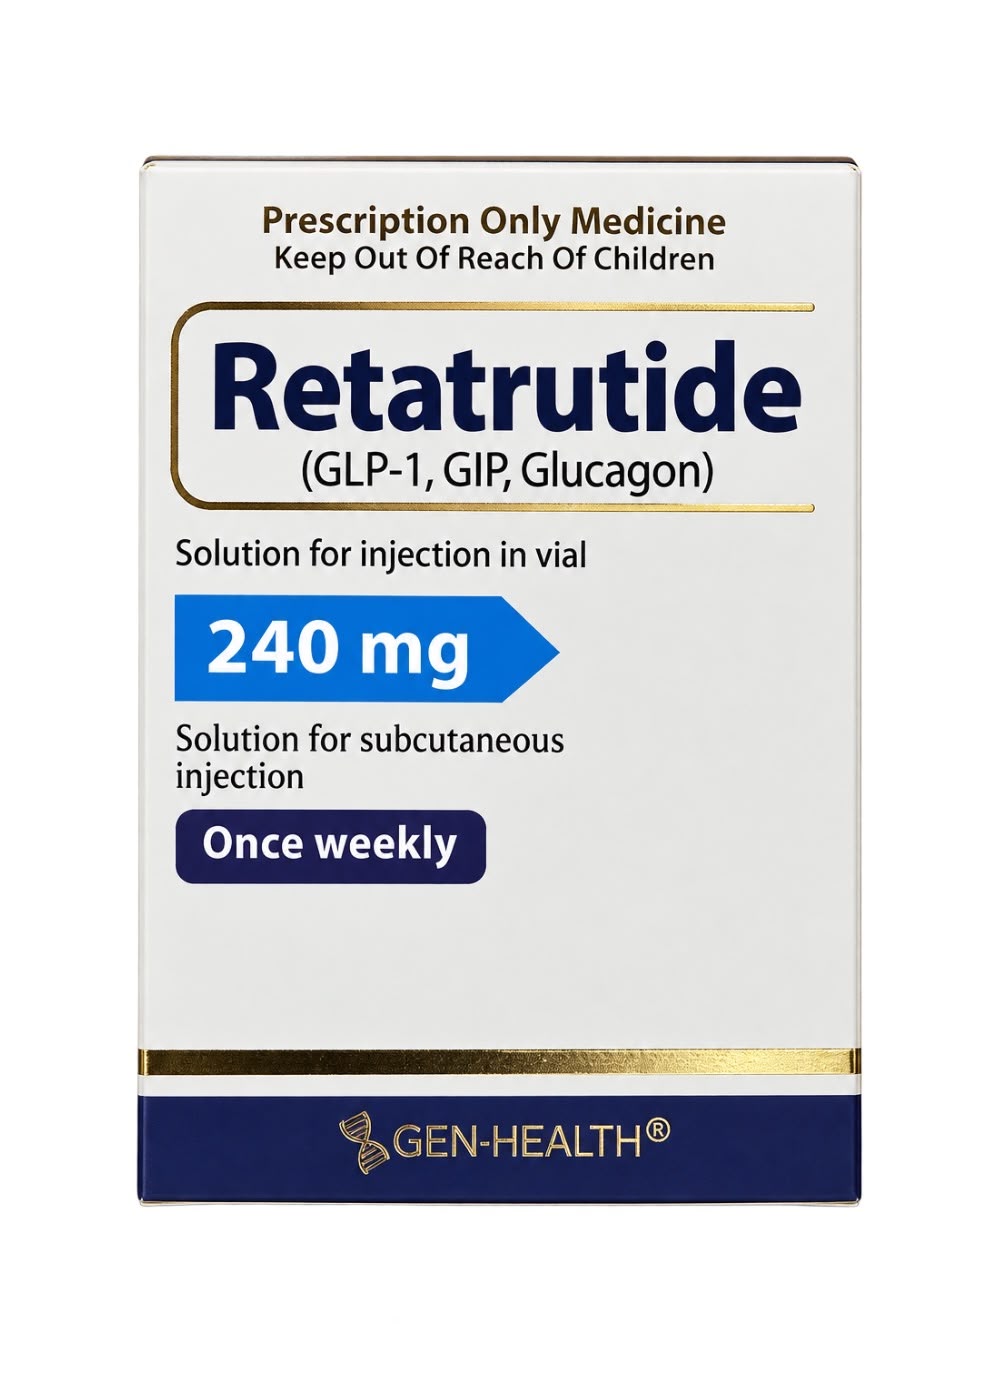 Prescription Only Medicine
Keep Out Of Reach Of Children
Retatrutide
(GLP-1, GIP, Glucagon)
Solution for injection in vial
240 mg
Solution for subcutaneous
injection
Once weekly
GEN-HEALTH®